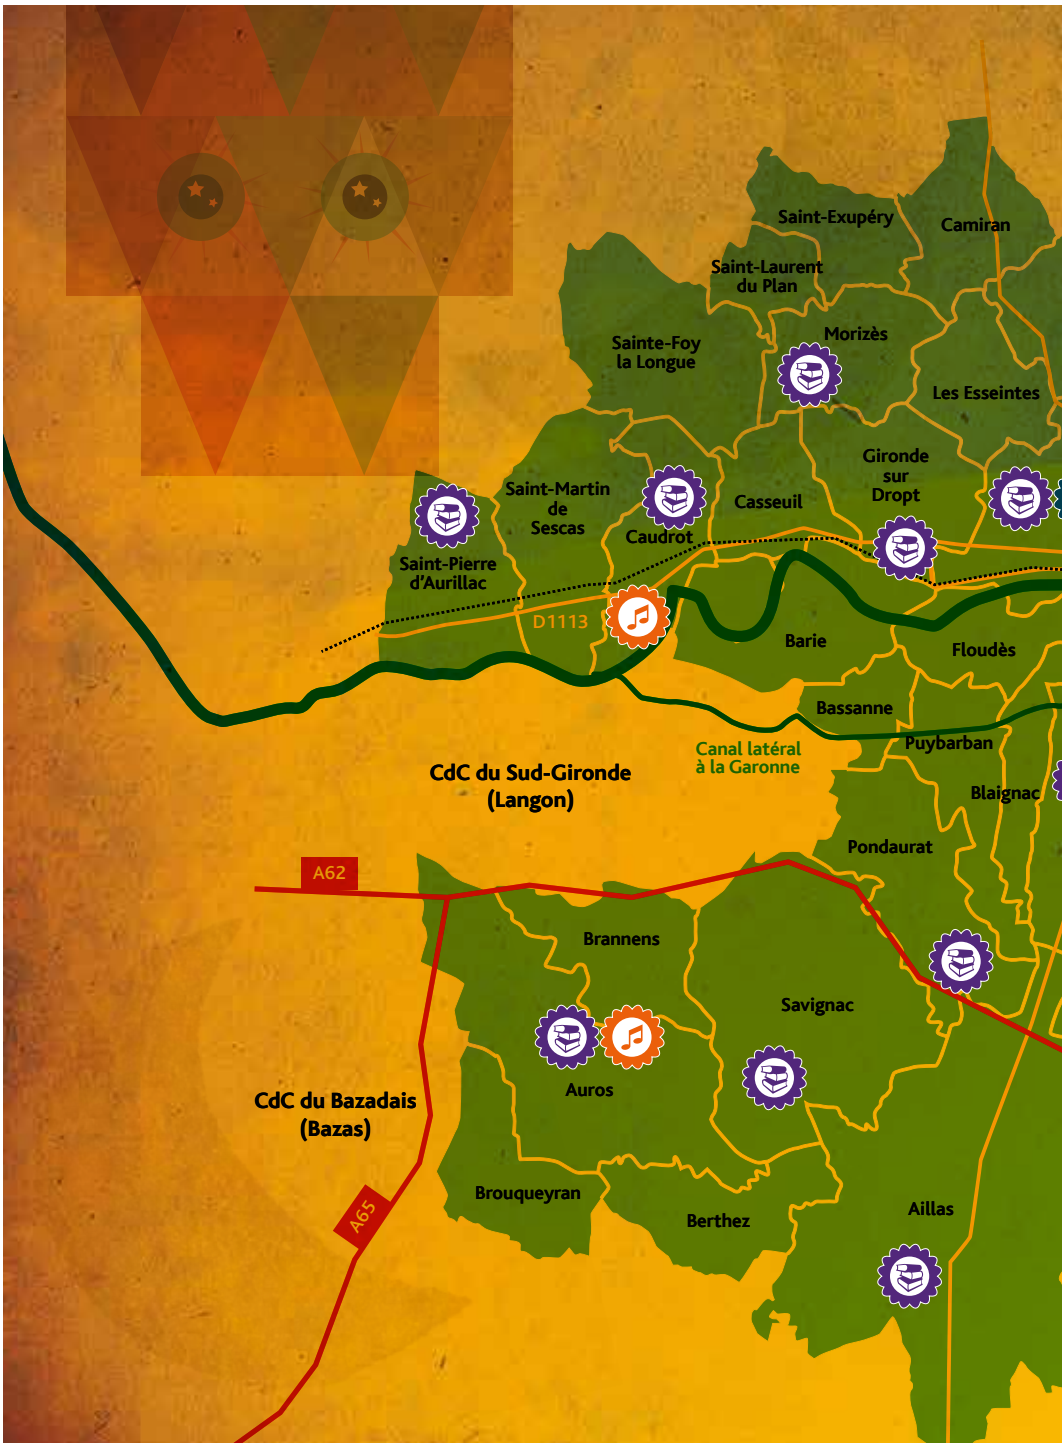 Saint-Exupéry
Camiran
Saint-Laurent
du Plan
Morizès
Sainte-Foy
la Longue
Les Esseintes
Gironde
sur
Dropt
Saint-Martin
de
Sescas
Casseuil
Caudrot
Saint-Pierre
d'Aurillac
D1113
Barie
Floudès
Bassanne
Puybarban
Canal latéral
à la Garonne
CdC du Sud-Gironde
(Langon)
Blaignac
Pondaurat
A62
Brannens
Savignac
Auros
CdC du Bazadais
(Bazas)
Brouqueyran
A65
Berthez
Aillas